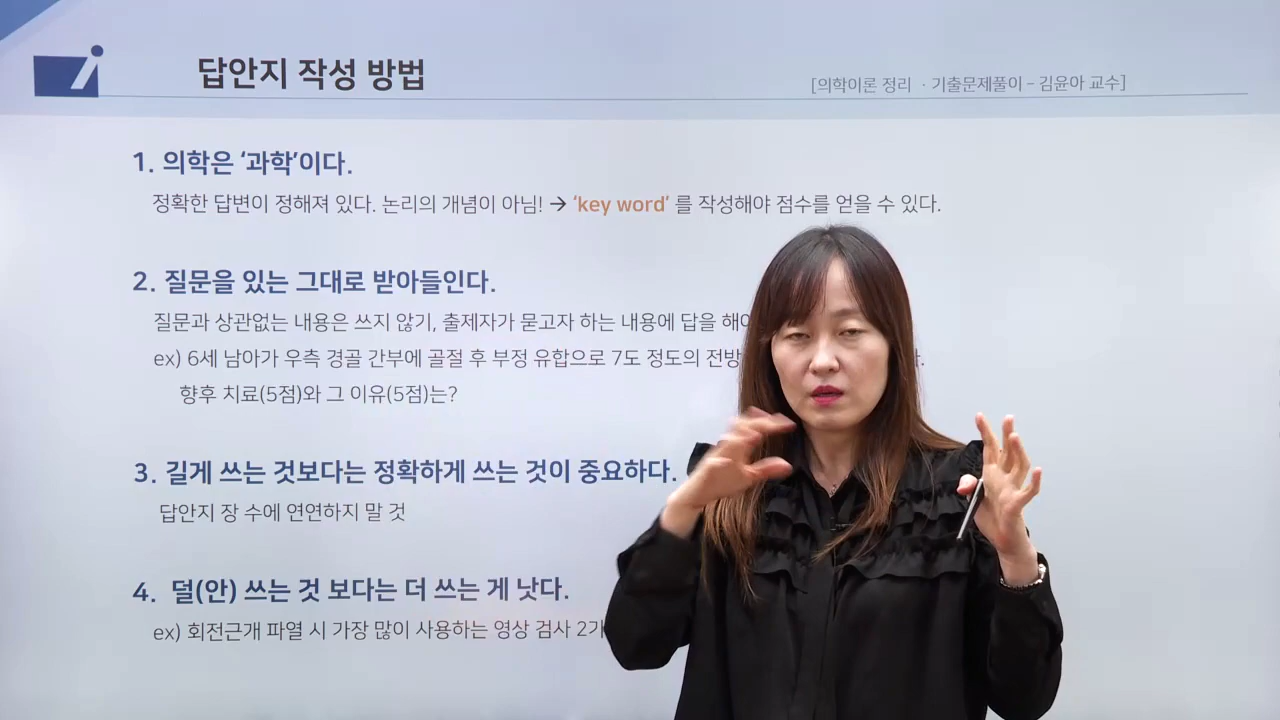 답안지 작성 방법
[의학이론 정리 · 기출문제풀이 – 김윤아 교수]
1. 의학은 ‘과학’이다.
정확한 답변이 정해져 있다. 논리의 개념이 아님! → ‘key word’ 를 작성해야 점수를 얻을 수 있다.
2. 질문을 있는 그대로 받아들인다.
질문과 상관없는 내용은 쓰지 않기, 출제자가 묻고자 하는 내용에 답을
ex) 6세 남아가 우측 경골 간부에 골절 후 부정 유합으로 7도 정도의
향후 치료(5점)와 그 이유(5점)는?
3. 길게 쓰는 것보다는 정확하게 쓰는 것이 중요하다.
답안지 장 수에 연연하지 말 것
4. 덜(안) 쓰는 것 보다는 더 쓰는 게 낫다.
ex) 회전근개 파열 시 가장 많이 사용하는 영상 검사